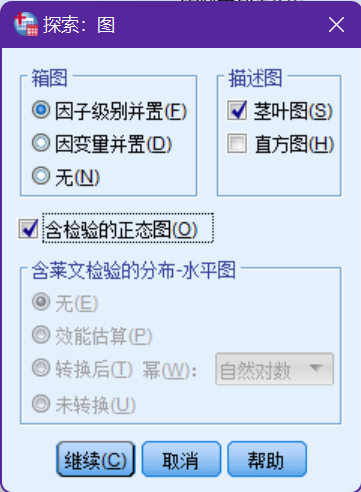 探索：图
箱图
因子级别并置(F)
因变量并置(D)
无(N)
描述图
茎叶图(S)
直方图(H)
含检验的正态图(O)
含莱文检验的分布-水平图
无(E)
效能估算(P)
转换后(T) 幂(W)： 自然对数
未转换(U)
继续(C) 取消 帮助